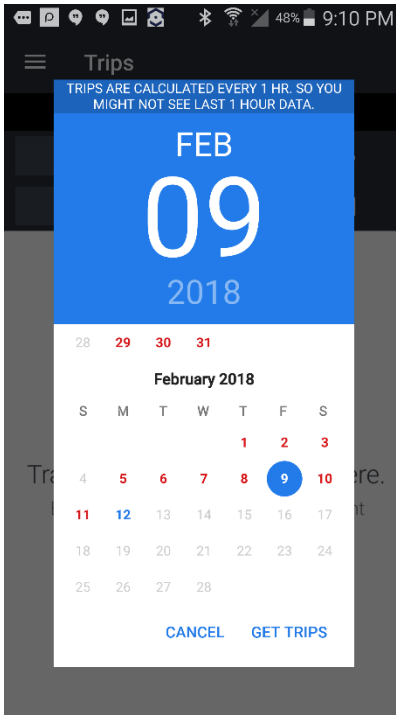 48% 9:10 PM
Trips
TRIPS ARE CALCULATED EVERY 1 HR. SO YOU
MIGHT NOT SEE LAST 1 HOUR DATA.
FEB
09
2018
28 29 30 31
February 2018
S M T W T F S
1 2 3
4 5 6 7 8 9 10
11 12 13 14 15 16 17
18 19 20 21 22 23 24
25 26 27 28
CANCEL GET TRIPS